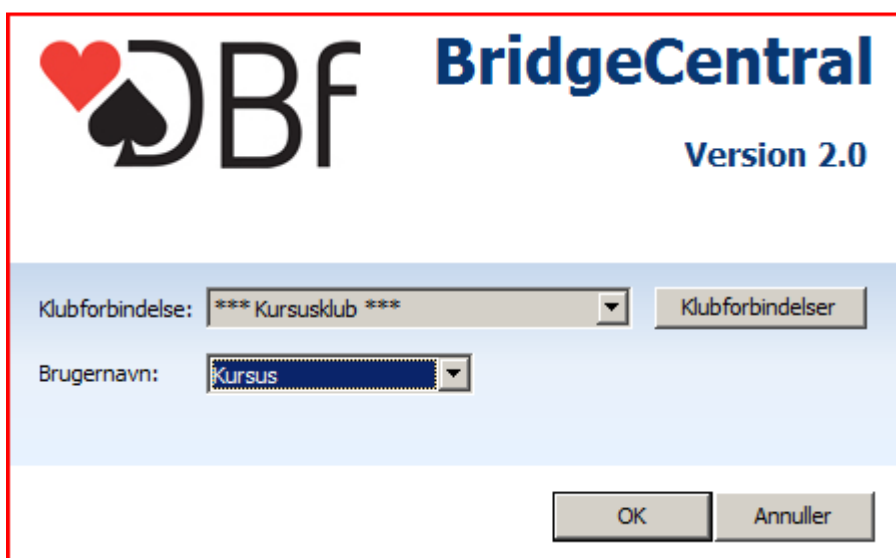 DBf
BridgeCentral
Version 2.0
Klubforbindelse: *** Kursusklub *** Klubforbindelser
Brugernavn: Kursus
OK Annuller